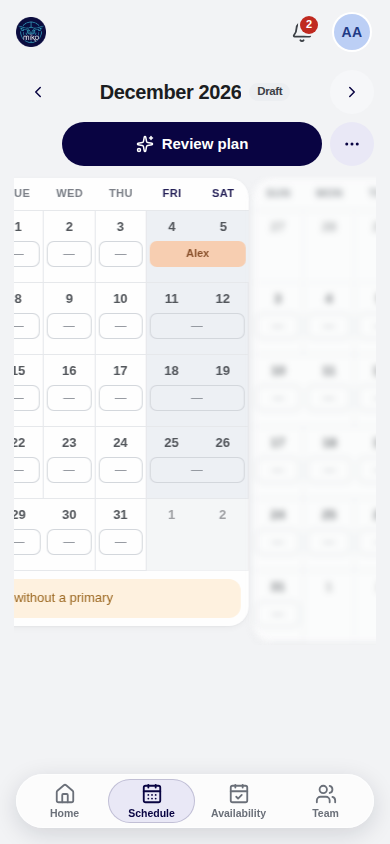 miko
2
AA
December 2026 Draft
Review plan
UE WED THU FRI SAT
1 2 3 4 5
— — — Alex
8 9 10 11 12
— — — —
15 16 17 18 19
— — — —
22 23 24 25 26
— — — —
29 30 31 1 2
— — —
without a primary
Home Schedule Availability Team